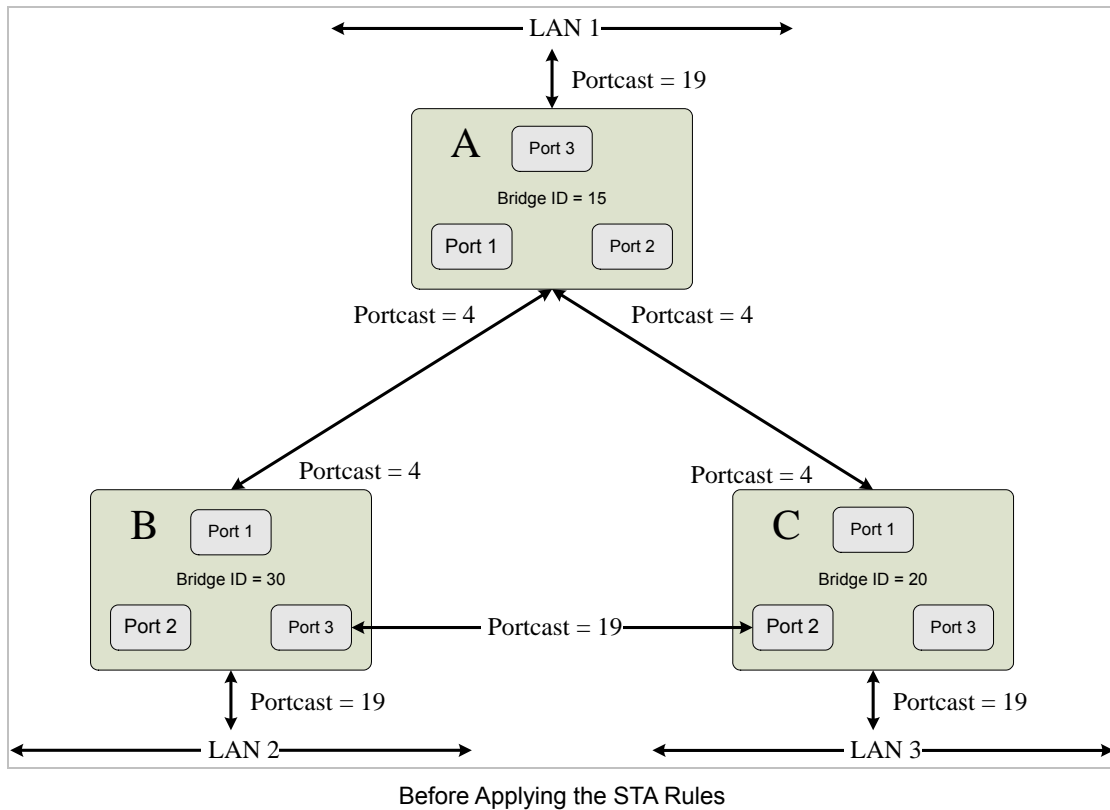 LAN 1
Portcast = 19
A
Port 3
Bridge ID = 15
Port 1
Port 2
Portcast = 4
Portcast = 4
Portcast = 4
Portcast = 4
B
Port 1
Bridge ID = 30
Port 2
Port 3
Portcast = 19
C
Port 1
Bridge ID = 20
Port 2
Port 3
Portcast = 19
Portcast = 19
LAN 2
LAN 3
Before Applying the STA Rules